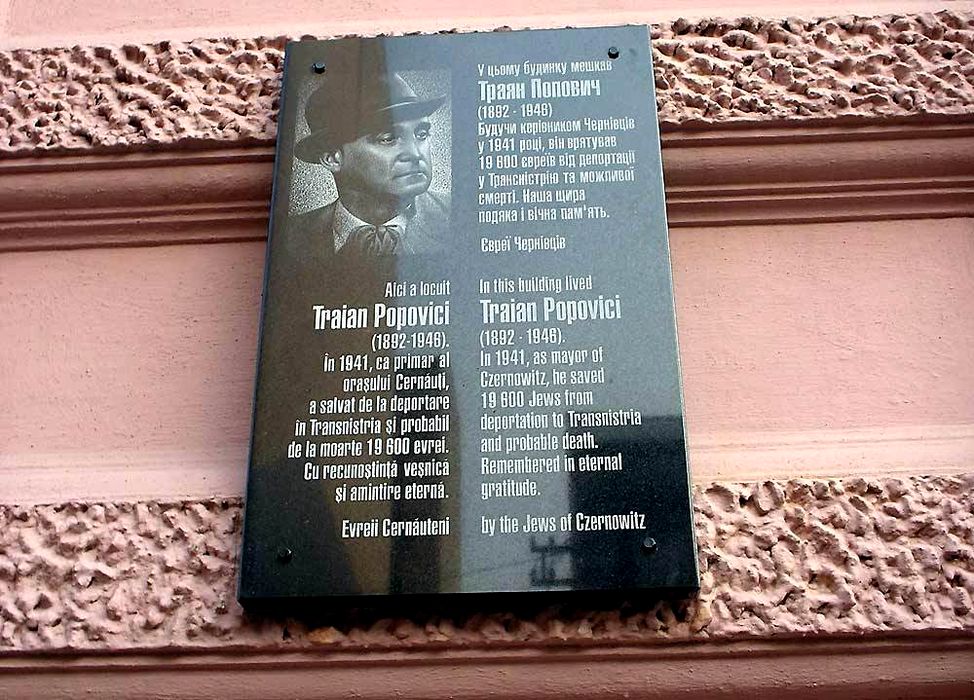 У цьому будинку мешкав
Траян Попович
(1892 - 1946)
Будучи керівником Чернівців
у 1941 році, він врятував
19 600 євреїв від депортації
у Трансністрію та можливої
смерті. Наша щира
подяка і вічна пам'ять.
Євреї Чернівців
Aici a locuit
Traian Popovici
(1892-1946).
În 1941, ca primar al
orașului Cernăuți,
a salvat de la deportare
în Transnistria și probabil
de la moarte 19 600 evrei.
Cu recunoștință veșnică
și amintire eternă.
Evreii Cernăuteni
In this building lived
Traian Popovici
(1892 - 1946).
In 1941, as mayor of
Czernowitz, he saved
19 600 Jews from
deportation to Transnistria
and probable death.
Remembered in eternal
gratitude.
by the Jews of Czernowitz